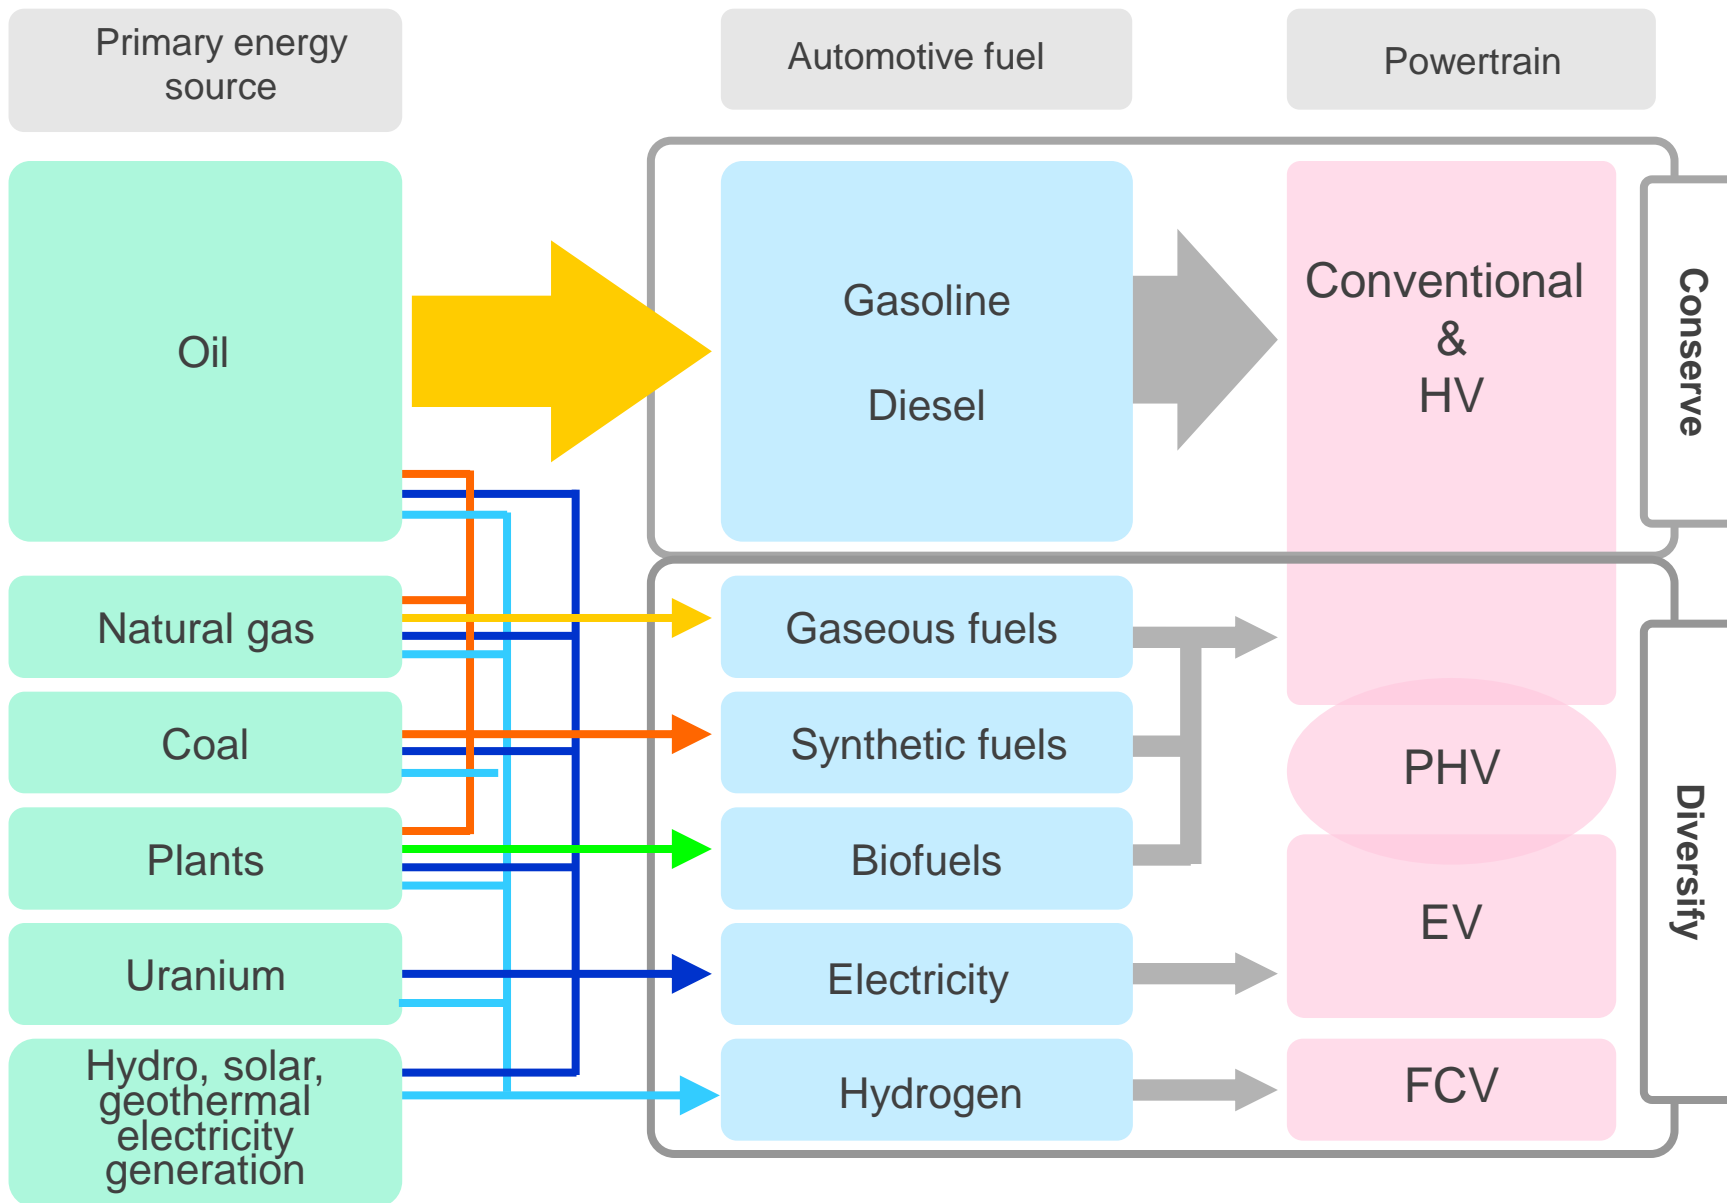 Primary energy
source
Automotive fuel
Powertrain
Oil
Gasoline
Diesel
Conventional
&
HV
Conserve
Natural gas
Gaseous fuels
Coal
Synthetic fuels
PHV
Plants
Biofuels
Diversify
Uranium
Electricity
EV
Hydro, solar,
geothermal
electricity
generation
Hydrogen
FCV